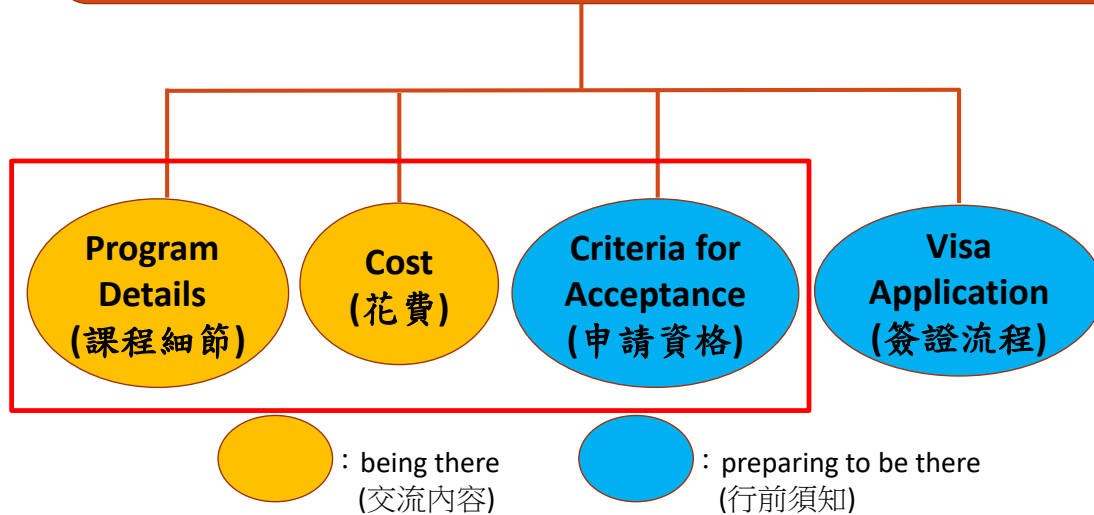 Program
Details
(課程細節)
Cost
(花費)
Criteria for
Acceptance
(申請資格)
Visa
Application
(簽證流程)
：being there
(交流內容)
：preparing to be there
(行前須知)